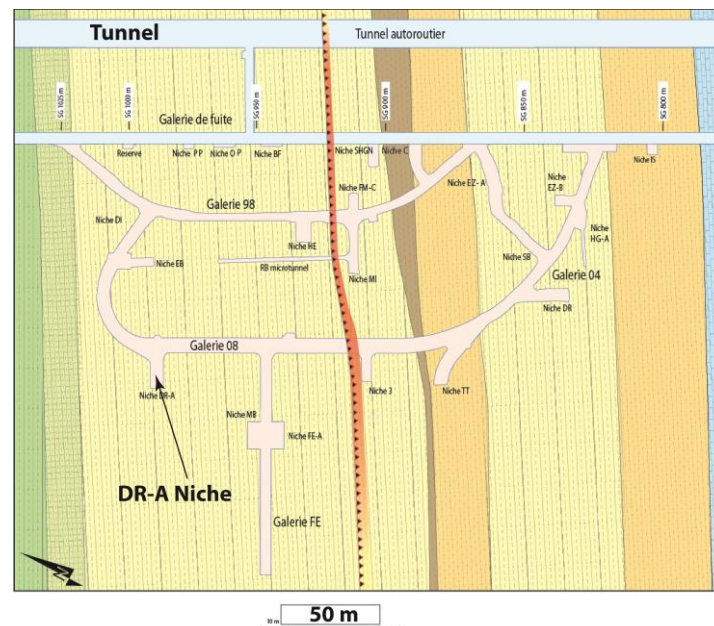 Tunnel
Tunnel autoroutier
SG 1025 m
SG 1000 m
SG 950 m
SG 900 m
SG 850 m
SG 800 m
Galerie de fuite
Reserve
Niche PP
Niche O P
Niche BF
Niche SHGN
Niche C
Niche IS
Niche FM-C
Niche EZ-A
Niche
EZ-B
Galerie 98
Niche DI
Niche HE
Niche
HG-A
Niche EB
RB microtunnel
Niche MI
Niche SB
Galerie 04
Niche DR
Galerie 08
Niche DR-A
Niche 3
Niche TT
Niche MB
Niche FE-A
DR-A Niche
Galerie FE
10 m
50 m